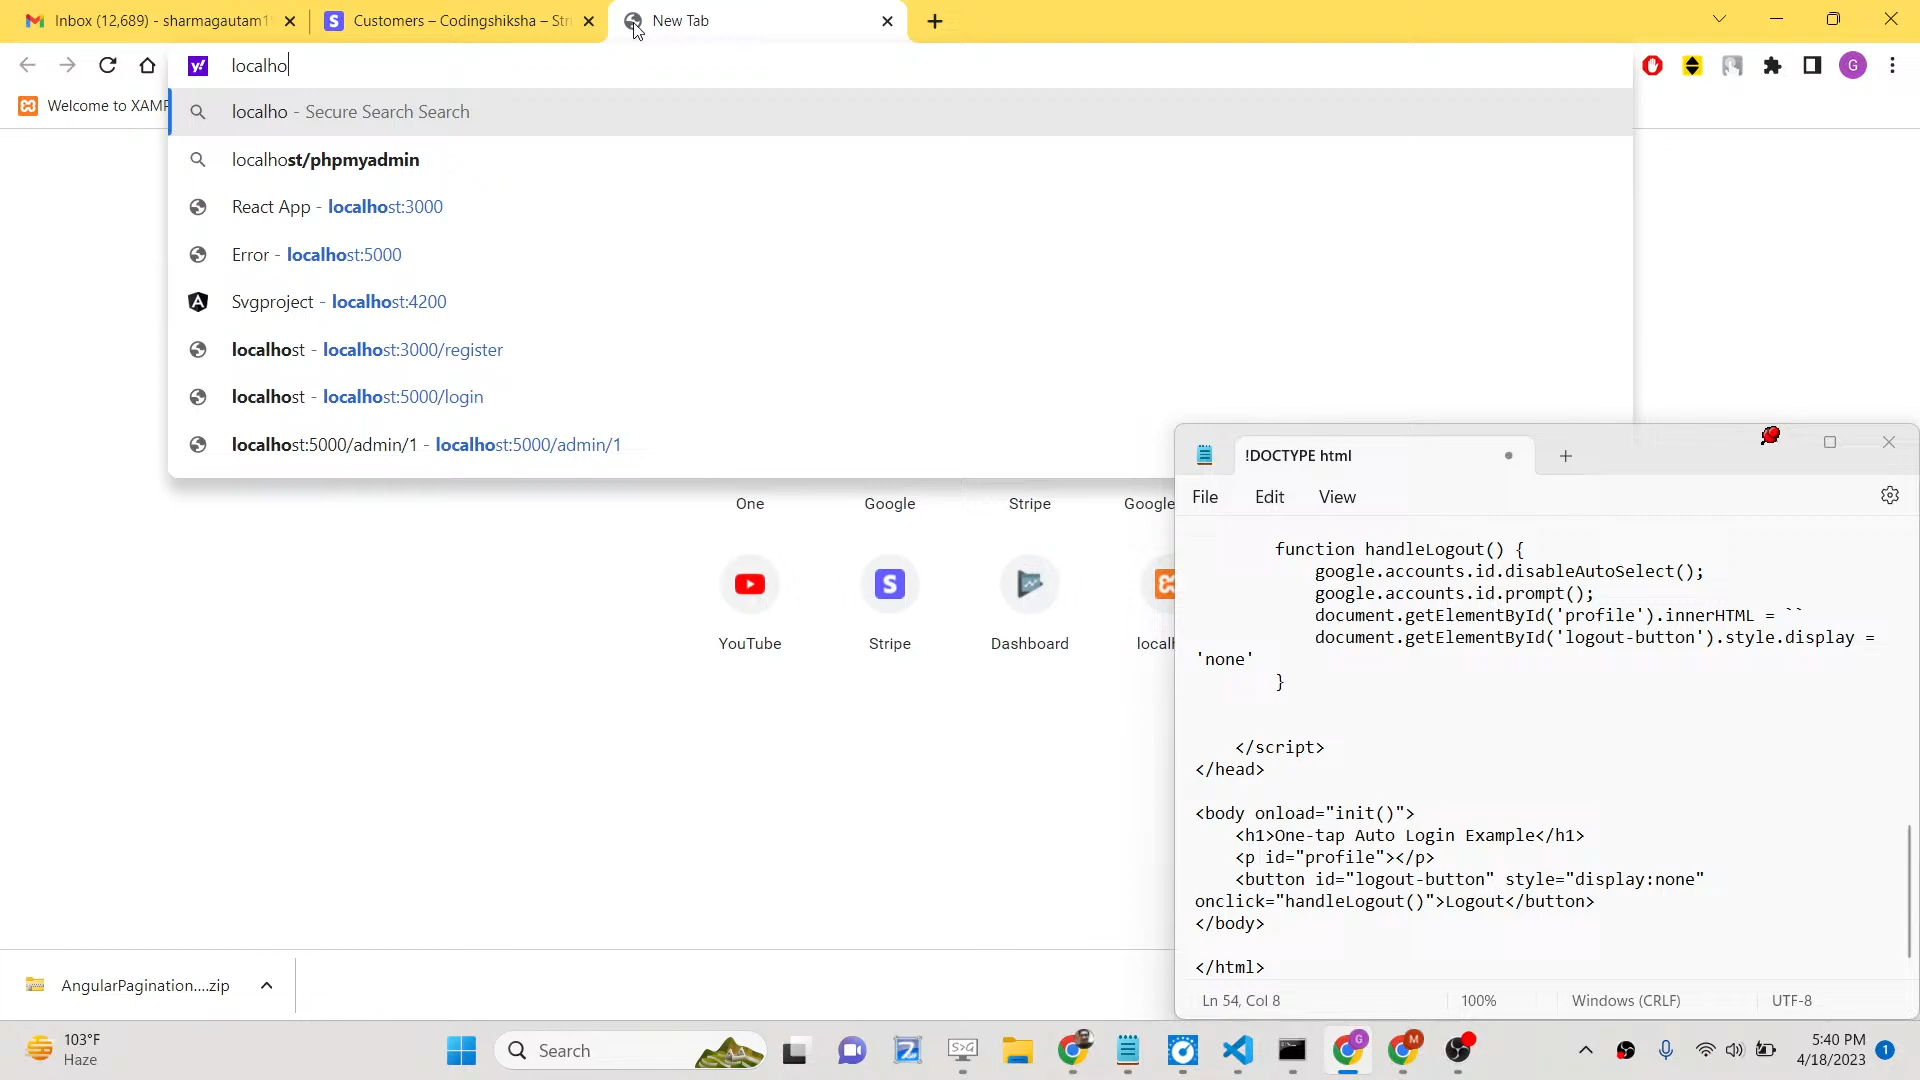 Inbox (12,689) - sharmagautam1
Customers – Codingshiksha – Str
New Tab
y! localho
G
Welcome to XAMP
localho - Secure Search Search
localhost/phpmyadmin
React App - localhost:3000
Error - localhost:5000
Svgproject - localhost:4200
localhost - localhost:3000/register
localhost - localhost:5000/login
localhost:5000/admin/1 - localhost:5000/admin/1
One
Google
Stripe
Google
YouTube
Stripe
Dashboard
localh
!DOCTYPE html
File Edit View
function handleLogout() {
google.accounts.id.disableAutoSelect();
google.accounts.id.prompt();
document.getElementById('profile').innerHTML = ``
document.getElementById('logout-button').style.display =
'none'
}
</script>
</head>
<body onload="init()">
<h1>One-tap Auto Login Example</h1>
<p id="profile"></p>
<button id="logout-button" style="display:none"
onclick="handleLogout()">Logout</button>
</body>
</html>
Ln 54, Col 8
100%
Windows (CRLF)
UTF-8
AngularPagination....zip
103°F
Haze
Search
S>G
G
M
5:40 PM
4/18/2023
1